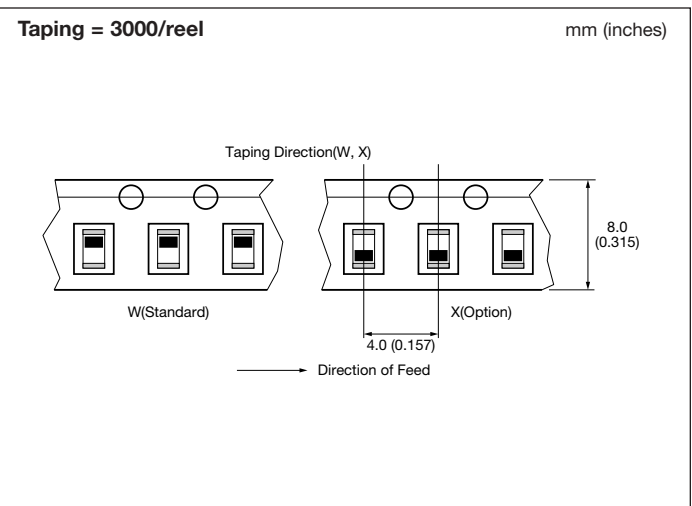 Taping = 3000/reel
mm (inches)
Taping Direction(W, X)
8.0
(0.315)
W(Standard)
X(Option)
4.0 (0.157)
Direction of Feed